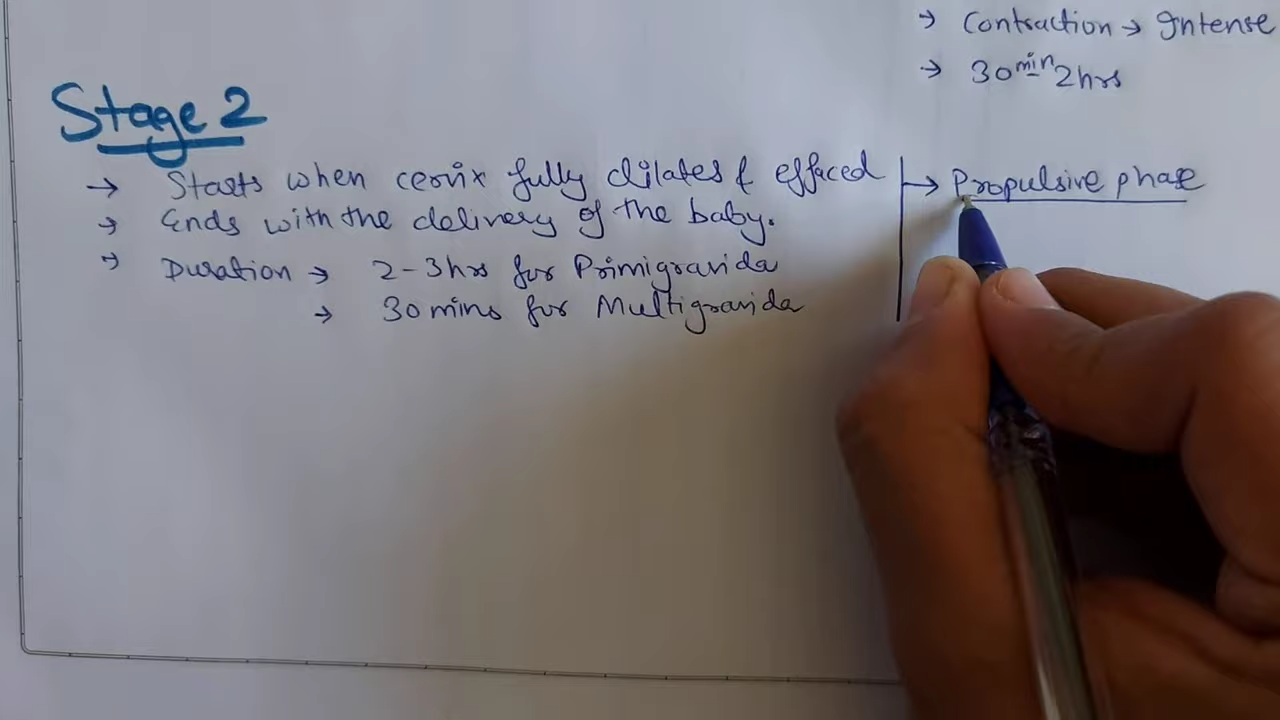 → Contraction → Intense
→ 30min 2hrs
Stage 2
→ Starts when cervix fully dilates & effaced
→ Ends with the delivery of the baby.
→ Duration → 2-3hrs for Primigravida
→ 30mins for Multigravida
→ Propulsive phase